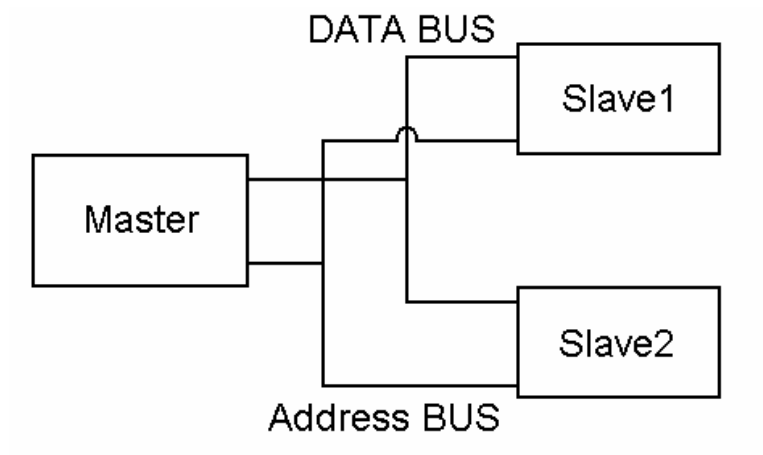 DATA BUS
Slave1
Master
Slave2
Address BUS